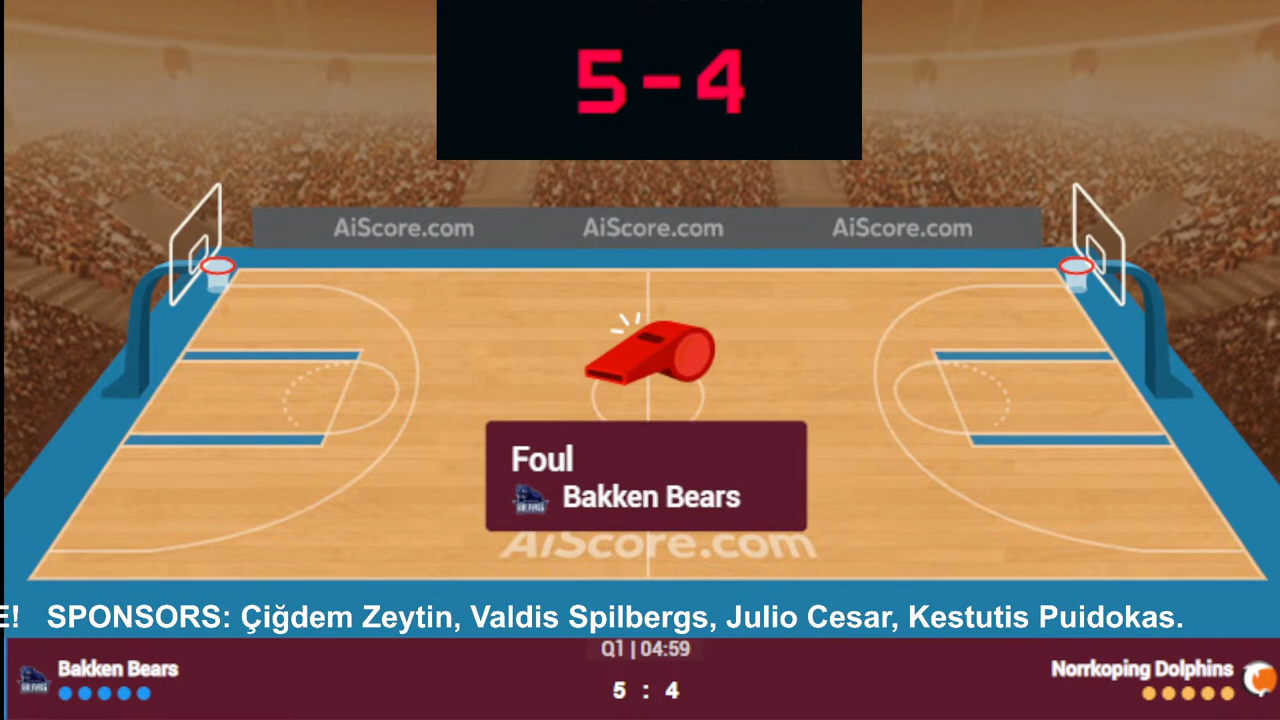 5-4
AiScore.com AiScore.com AiScore.com
Foul
Bakken Bears
AiScore.com
E! SPONSORS: Çiğdem Zeytin, Valdis Spilbergs, Julio Cesar, Kestutis Puidokas.
Q1 | 04:59
Bakken Bears
5 : 4
Norrkoping Dolphins